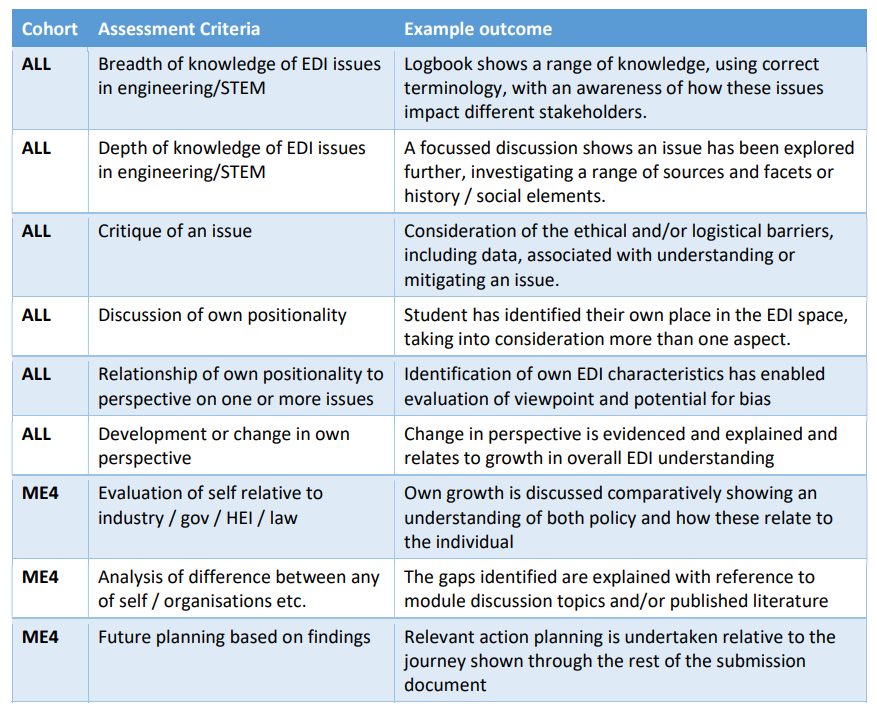 Cohort Assessment Criteria Example outcome
ALL Breadth of knowledge of EDI issues Logbook shows a range of knowledge, using correct
in engineering/STEM terminology, with an awareness of how these issues
impact different stakeholders.
ALL Depth of knowledge of EDI issues A focussed discussion shows an issue has been explored
in engineering/STEM further, investigating a range of sources and facets or
history / social elements.
ALL Critique of an issue Consideration of the ethical and/or logistical barriers,
including data, associated with understanding or
mitigating an issue.
ALL Discussion of own positionality Student has identified their own place in the EDI space,
taking into consideration more than one aspect.
ALL Relationship of own positionality to Identification of own EDI characteristics has enabled
perspective on one or more issues evaluation of viewpoint and potential for bias
ALL Development or change in own Change in perspective is evidenced and explained and
perspective relates to growth in overall EDI understanding
ME4 Evaluation of self relative to Own growth is discussed comparatively showing an
industry / gov / HEI / law understanding of both policy and how these relate to
the individual
ME4 Analysis of difference between any The gaps identified are explained with reference to
of self / organisations etc. module discussion topics and/or published literature
ME4 Future planning based on findings Relevant action planning is undertaken relative to the
journey shown through the rest of the submission
document